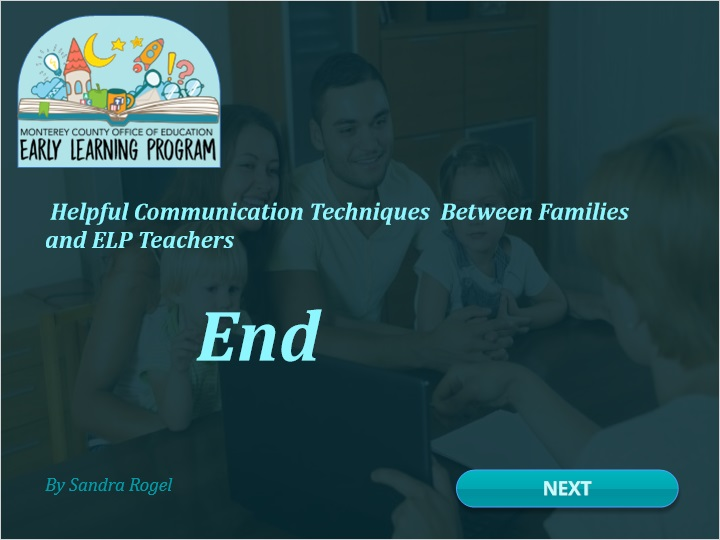 MONTEREY COUNTY OFFICE OF EDUCATION
EARLY LEARNING PROGRAM
Helpful Communication Techniques Between Families
and ELP Teachers
End
By Sandra Rogel
NEXT